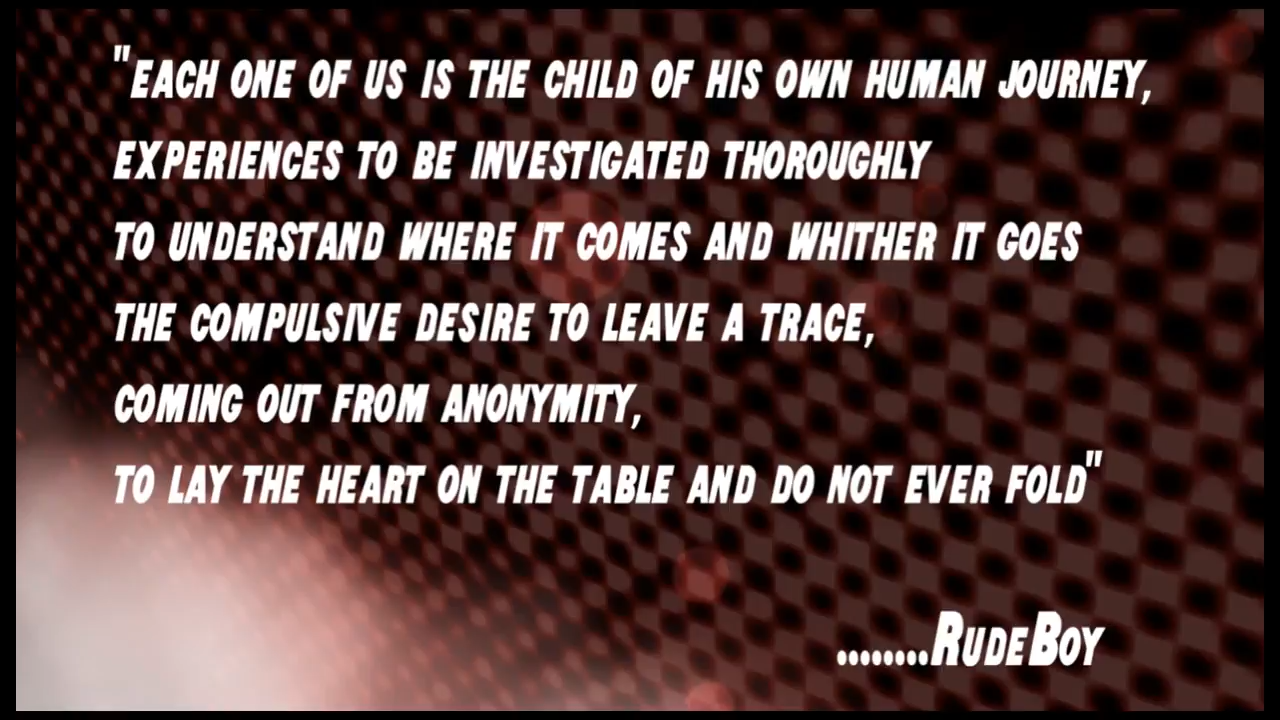 "EACH ONE OF US IS THE CHILD OF HIS OWN HUMAN JOURNEY,
EXPERIENCES TO BE INVESTIGATED THOROUGHLY
TO UNDERSTAND WHERE IT COMES AND WHITHER IT GOES
THE COMPULSIVE DESIRE TO LEAVE A TRACE,
COMING OUT FROM ANONYMITY,
TO LAY THE HEART ON THE TABLE AND DO NOT EVER FOLD"
........RUDEBOY